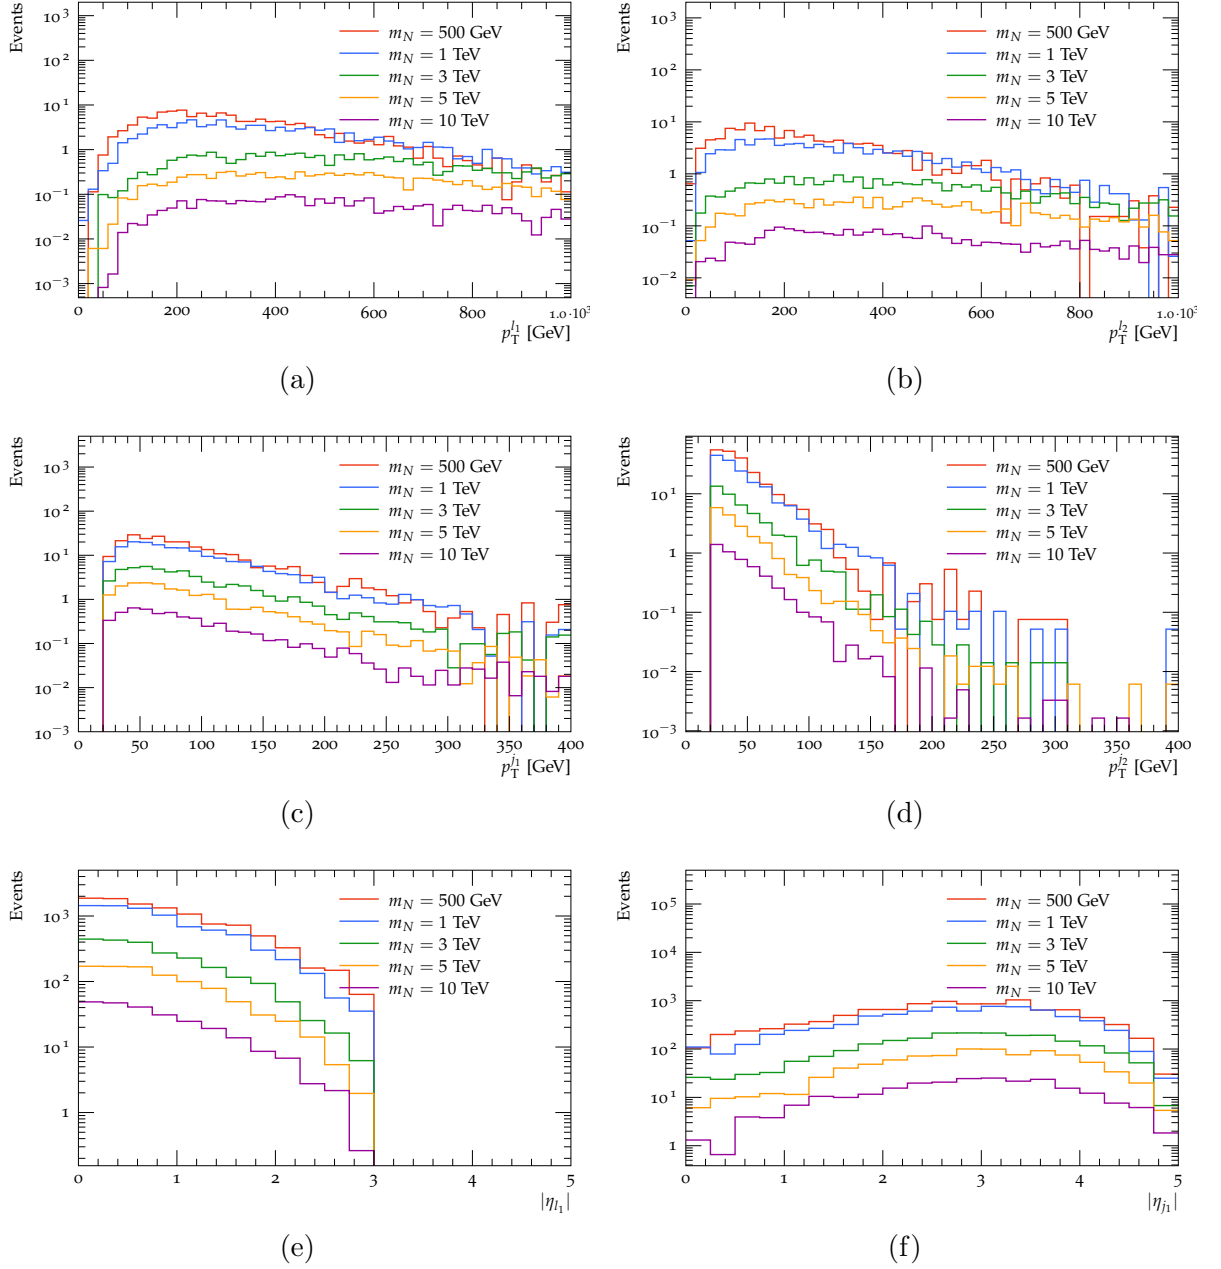 Events
10³
10²
10¹
1
10⁻¹
10⁻²
10⁻³
m_N = 500 GeV
m_N = 1 TeV
m_N = 3 TeV
m_N = 5 TeV
m_N = 10 TeV
0 200 400 600 800 1.0·10³
p_T^{l₁} [GeV]
(a)
Events
10³
10²
10¹
1
10⁻¹
10⁻²
m_N = 500 GeV
m_N = 1 TeV
m_N = 3 TeV
m_N = 5 TeV
m_N = 10 TeV
0 200 400 600 800 1.0·10³
p_T^{l₂} [GeV]
(b)
Events
10³
10²
10¹
1
10⁻¹
10⁻²
10⁻³
m_N = 500 GeV
m_N = 1 TeV
m_N = 3 TeV
m_N = 5 TeV
m_N = 10 TeV
0 50 100 150 200 250 300 350 400
p_T^{j₁} [GeV]
(c)
Events
10¹
1
10⁻¹
10⁻²
10⁻³
m_N = 500 GeV
m_N = 1 TeV
m_N = 3 TeV
m_N = 5 TeV
m_N = 10 TeV
0 50 100 150 200 250 300 350 400
p_T^{j₂} [GeV]
(d)
Events
10³
10²
10¹
1
m_N = 500 GeV
m_N = 1 TeV
m_N = 3 TeV
m_N = 5 TeV
m_N = 10 TeV
0 1 2 3 4 5
|η_{l₁}|
(e)
Events
10⁵
10⁴
10³
10²
10¹
1
m_N = 500 GeV
m_N = 1 TeV
m_N = 3 TeV
m_N = 5 TeV
m_N = 10 TeV
0 1 2 3 4 5
|η_{j₁}|
(f)